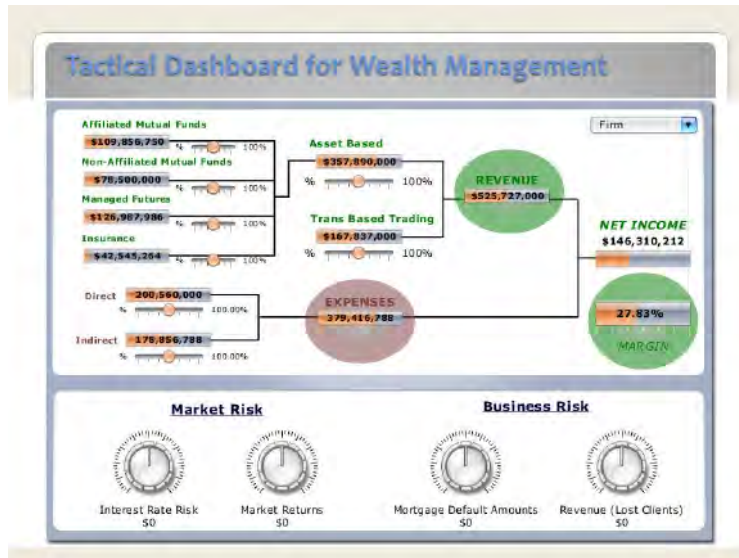 Tactical Dashboard for Wealth Management
Affiliated Mutual Funds
$109,856,750
% 100%
Non-Affiliated Mutual Funds
$78,500,000
% 100%
Managed Futures
$126,987,986
% 100%
Insurance
$42,545,264
% 100%
Asset Based
$357,890,000
% 100%
Trans Based Trading
$167,837,000
% 100%
REVENUE
$525,727,000
Firm
NET INCOME
$146,310,212
27.83%
MARGIN
Direct 200,560,000
% 100.00%
Indirect 178,856,788
% 100.00%
EXPENSES
379,416,788
Market Risk
Interest Rate Risk
$0
Market Returns
$0
Business Risk
Mortgage Default Amounts
$0
Revenue (Lost Clients)
$0